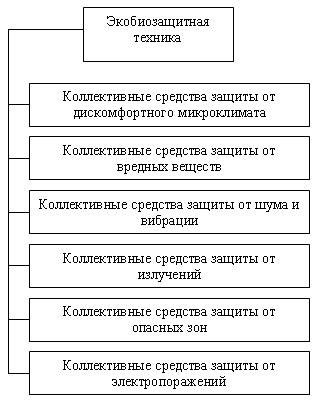 Экобиозащитная
техника
Коллективные средства защиты от
дискомфортного микроклимата
Коллективные средства защиты от
вредных веществ
Коллективные средства защиты от шума и
вибрации
Коллективные средства защиты от
излучений
Коллективные средства защиты от
опасных зон
Коллективные средства защиты от
электропоражений